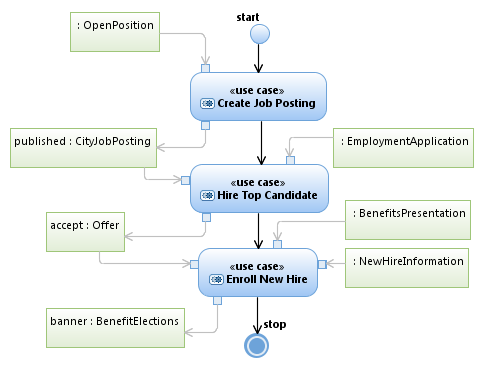 start
: OpenPosition
«use case»
Create Job Posting
published : CityJobPosting
: EmploymentApplication
«use case»
Hire Top Candidate
: BenefitsPresentation
accept : Offer
«use case»
Enroll New Hire
: NewHireInformation
banner : BenefitElections
stop